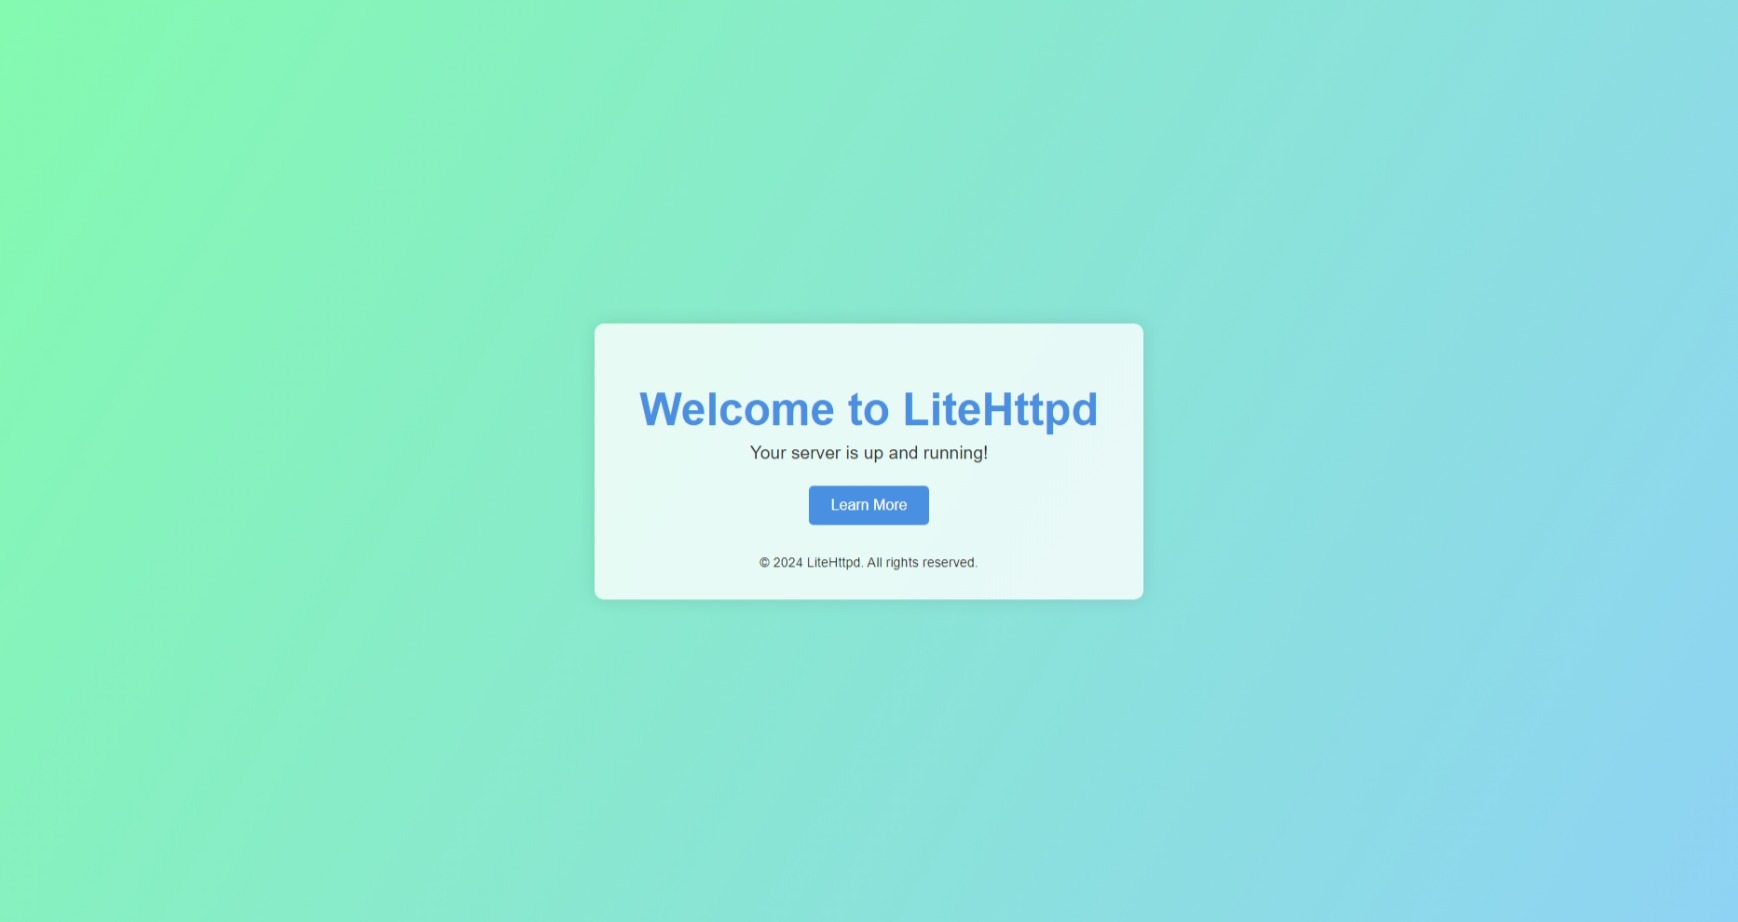 Welcome to LiteHttpd
Your server is up and running!
Learn More
© 2024 LiteHttpd. All rights reserved.